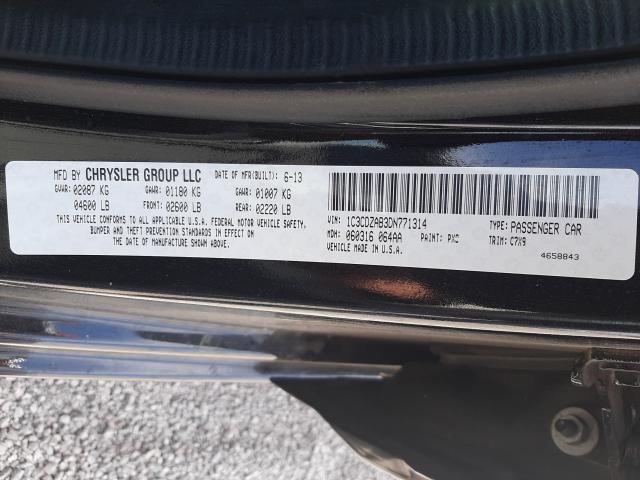 MFD BY CHRYSLER GROUP LLC DATE OF MFR(BUILT): 6-13
GVWR: 02087 KG GAWR: 01180 KG GAWR: 01007 KG
04600 LB FRONT: 02600 LB REAR: 02220 LB
THIS VEHICLE CONFORMS TO ALL APPLICABLE U.S.A. FEDERAL MOTOR VEHICLE SAFETY,
BUMPER AND THEFT PREVENTION STANDARDS IN EFFECT ON
THE DATE OF MANUFACTURE SHOWN ABOVE.
VIN: 1C3CDZAB3DN771314 TYPE: PASSENGER CAR
MDH: 060316 064AA PAINT: PX2 TRIM: C7X9
VEHICLE MADE IN U.S.A. 4658843